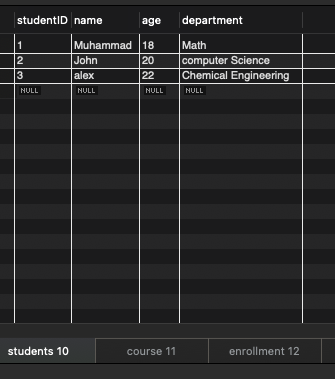 studentID name age department
1 Muhammad 18 Math
2 John 20 computer Science
3 alex 22 Chemical Engineering
NULL NULL NULL NULL
students 10 course 11 enrollment 12